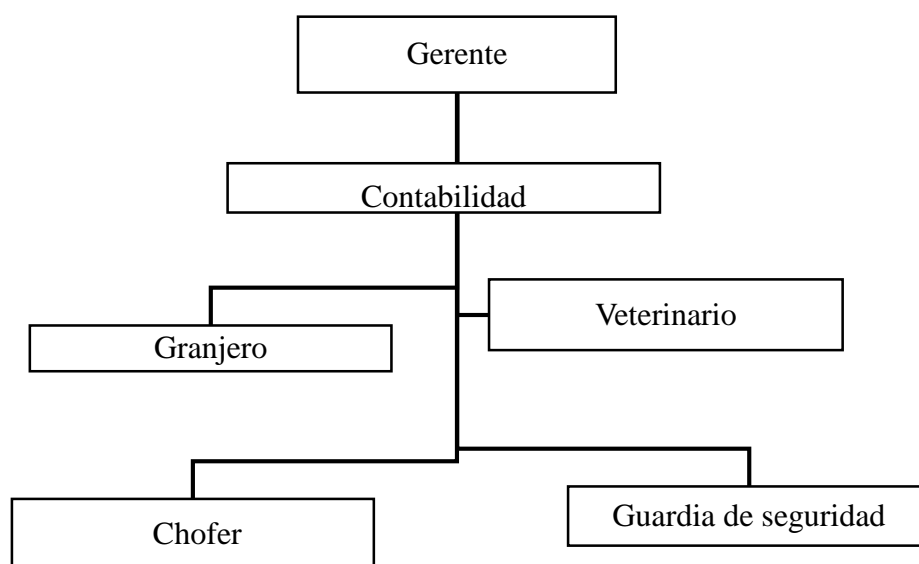 Gerente
Contabilidad
Veterinario
Granjero
Guardia de seguridad
Chofer